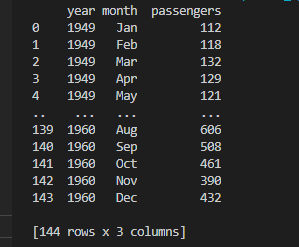 year month passengers
0 1949 Jan 112
1 1949 Feb 118
2 1949 Mar 132
3 1949 Apr 129
4 1949 May 121
.. ... ... ...
139 1960 Aug 606
140 1960 Sep 508
141 1960 Oct 461
142 1960 Nov 390
143 1960 Dec 432
[144 rows x 3 columns]